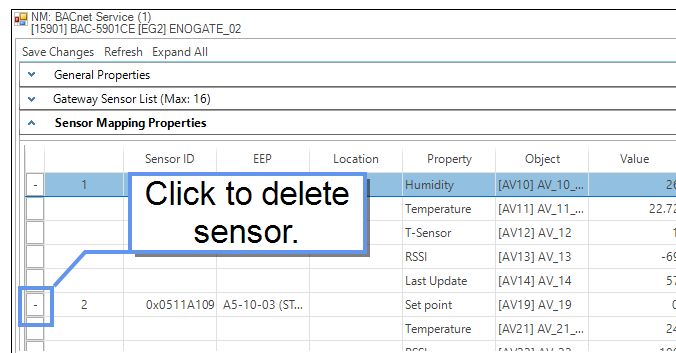 NM: BACnet Service (1)
[15901] BAC-5901CE [EG2] ENOGATE_02
Save Changes Refresh Expand All
General Properties
Gateway Sensor List (Max: 16)
Sensor Mapping Properties
Sensor ID EEP Location Property Object Value
- 1 Humidity [AV10] AV_10_... 26
Click to delete
sensor.
Temperature [AV11] AV_11_... 22.72
T-Sensor [AV12] AV_12 1
RSSI [AV13] AV_13 -69
Last Update [AV14] AV_14 57
- 2 0x0511A109 A5-10-03 (ST... Set point [AV19] AV_19 0
Temperature [AV21] AV_21_... 24